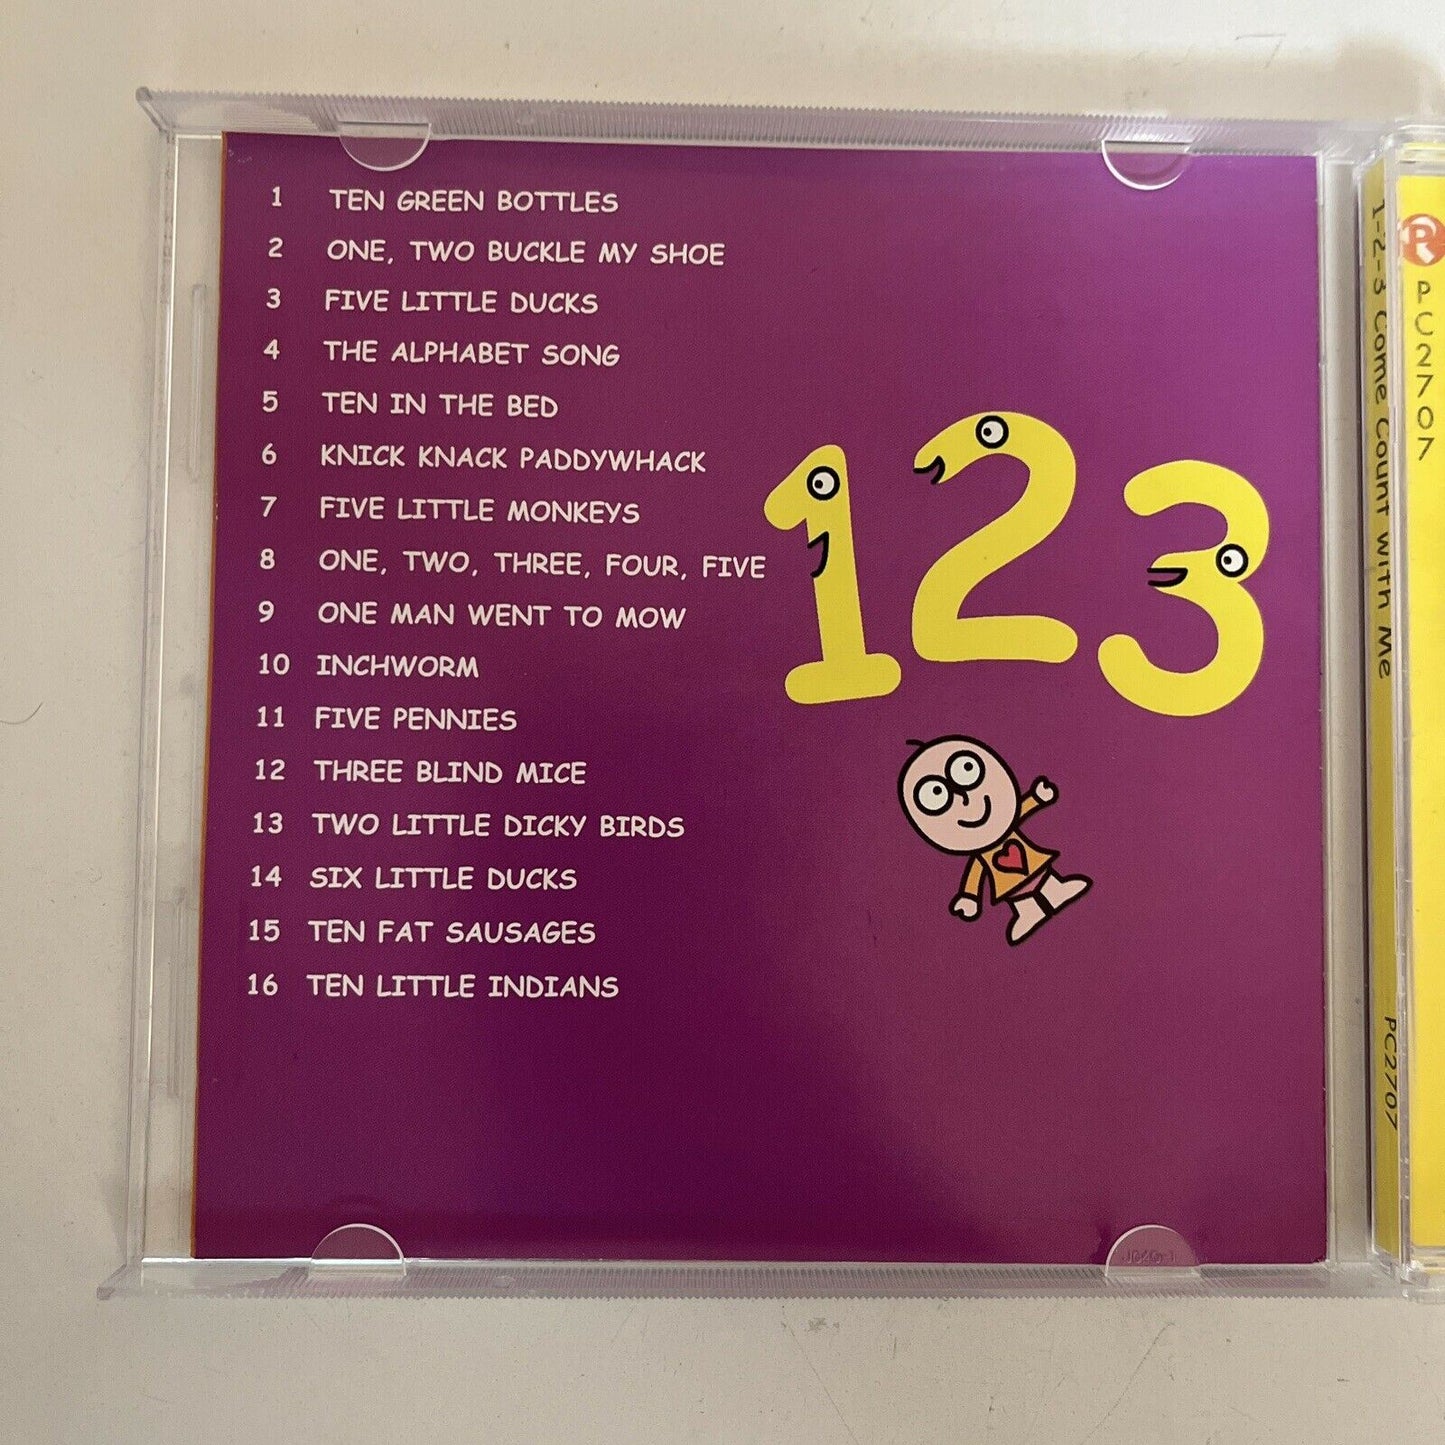 1 TEN GREEN BOTTLES
2 ONE, TWO BUCKLE MY SHOE
3 FIVE LITTLE DUCKS
4 THE ALPHABET SONG
5 TEN IN THE BED
6 KNICK KNACK PADDYWHACK
7 FIVE LITTLE MONKEYS
8 ONE, TWO, THREE, FOUR, FIVE
9 ONE MAN WENT TO MOW
10 INCHWORM
11 FIVE PENNIES
12 THREE BLIND MICE
13 TWO LITTLE DICKY BIRDS
14 SIX LITTLE DUCKS
15 TEN FAT SAUSAGES
16 TEN LITTLE INDIANS
1 2 3
1-2-3 Come Count with Me
PC2707
R
PC2707